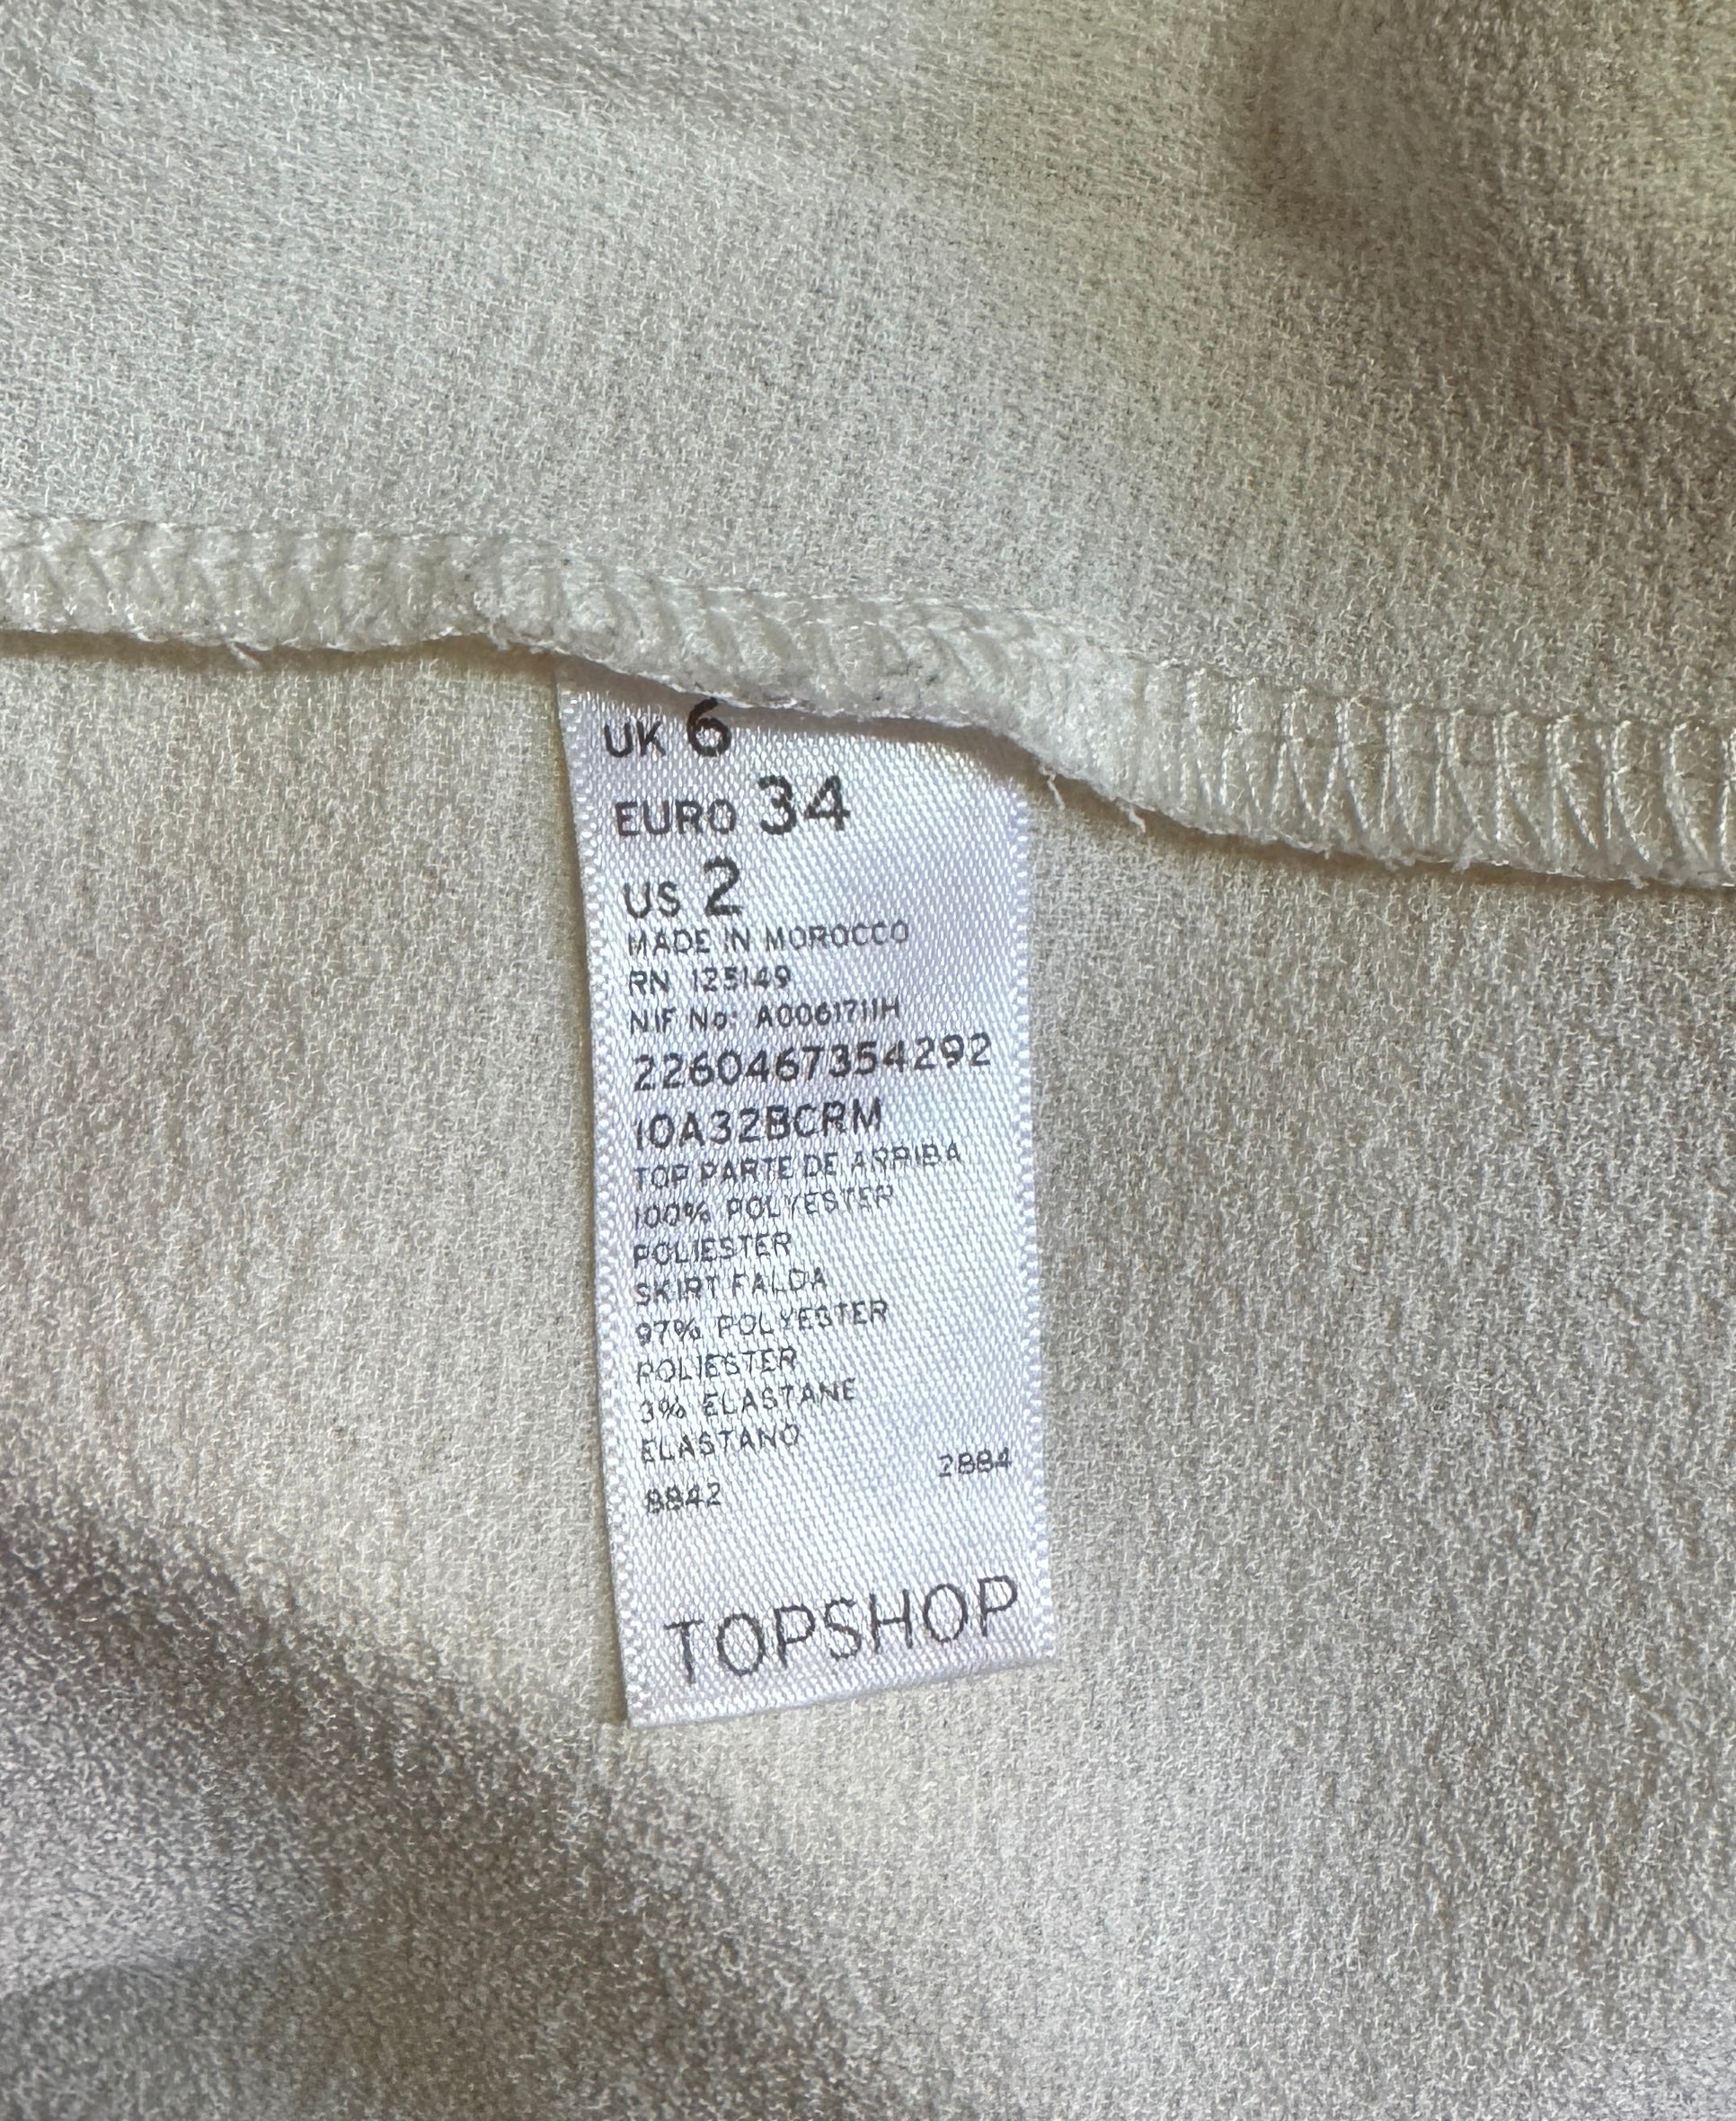 UK 6
EURO 34
US 2
MADE IN MOROCCO
RN 125149
NIF No: A0061711H
2260467354292
10A32BCRM
TOP PARTE DE ARRIBA
100% POLYESTER
POLIESTER
SKIRT FALDA
97% POLYESTER
POLIESTER
3% ELASTANE
ELASTANO
2884
8842
TOPSHOP